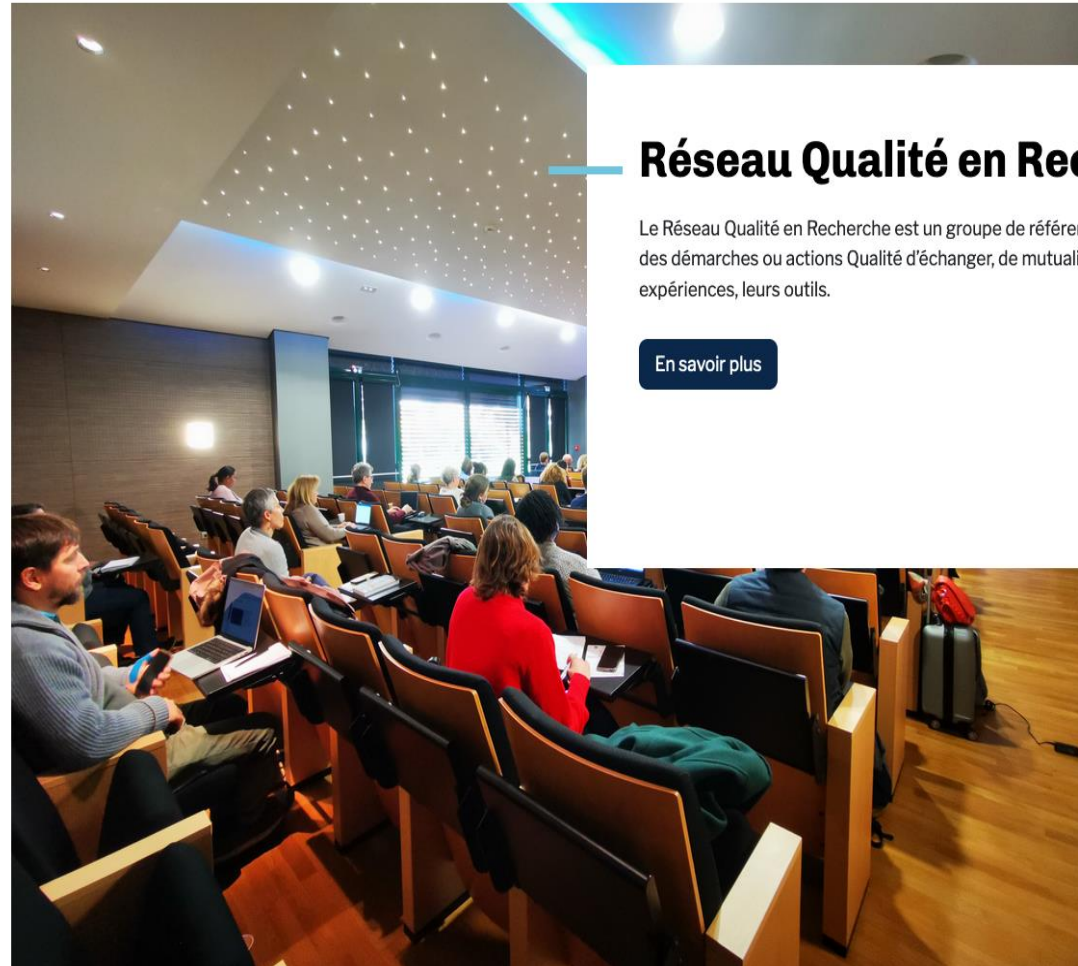 Réseau Qualité en Rec
Le Réseau Qualité en Recherche est un groupe de référe
des démarches ou actions Qualité d'échanger, de mutuali
expériences, leurs outils.
En savoir plus